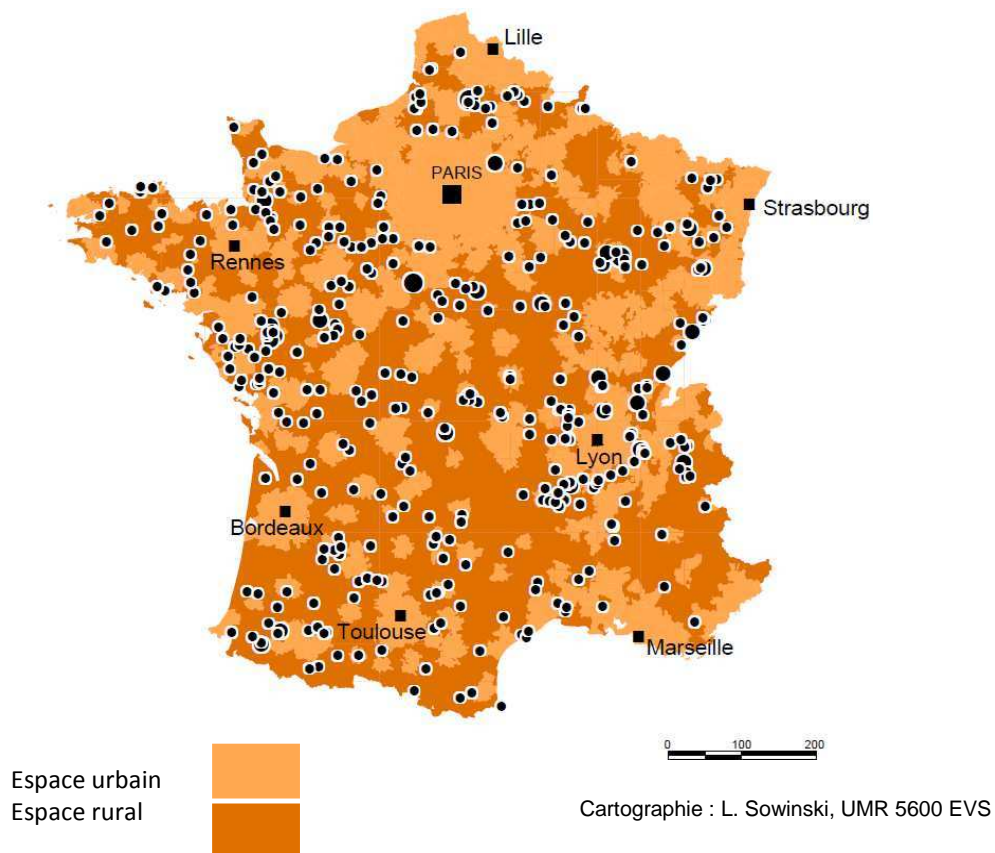 Lille
PARIS
Strasbourg
Rennes
Lyon
Bordeaux
Toulouse
Marseille
0 100 200
Espace urbain
Espace rural
Cartographie : L. Sowinski, UMR 5600 EVS